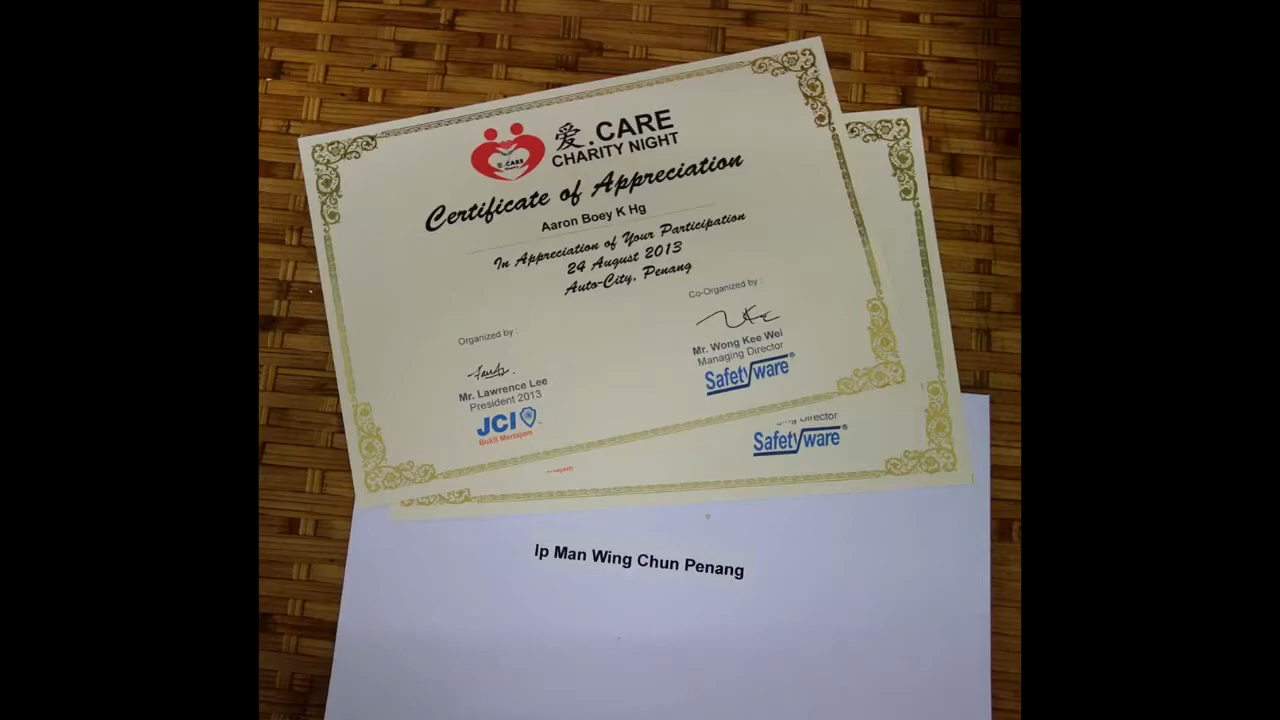 爱.CARE
CHARITY NIGHT
爱.CARE
Certificate of Appreciation
Aaron Boey K Hg
In Appreciation of Your Participation
24 August 2013
Auto-City, Penang
Organized by :
Mr. Lawrence Lee
President 2013
JCI
Bukit Mertajam
Co-Organized by :
Mr. Wong Kee Wei
Managing Director
Safetyware®
Director
Safetyware®
Ip Man Wing Chun Penang